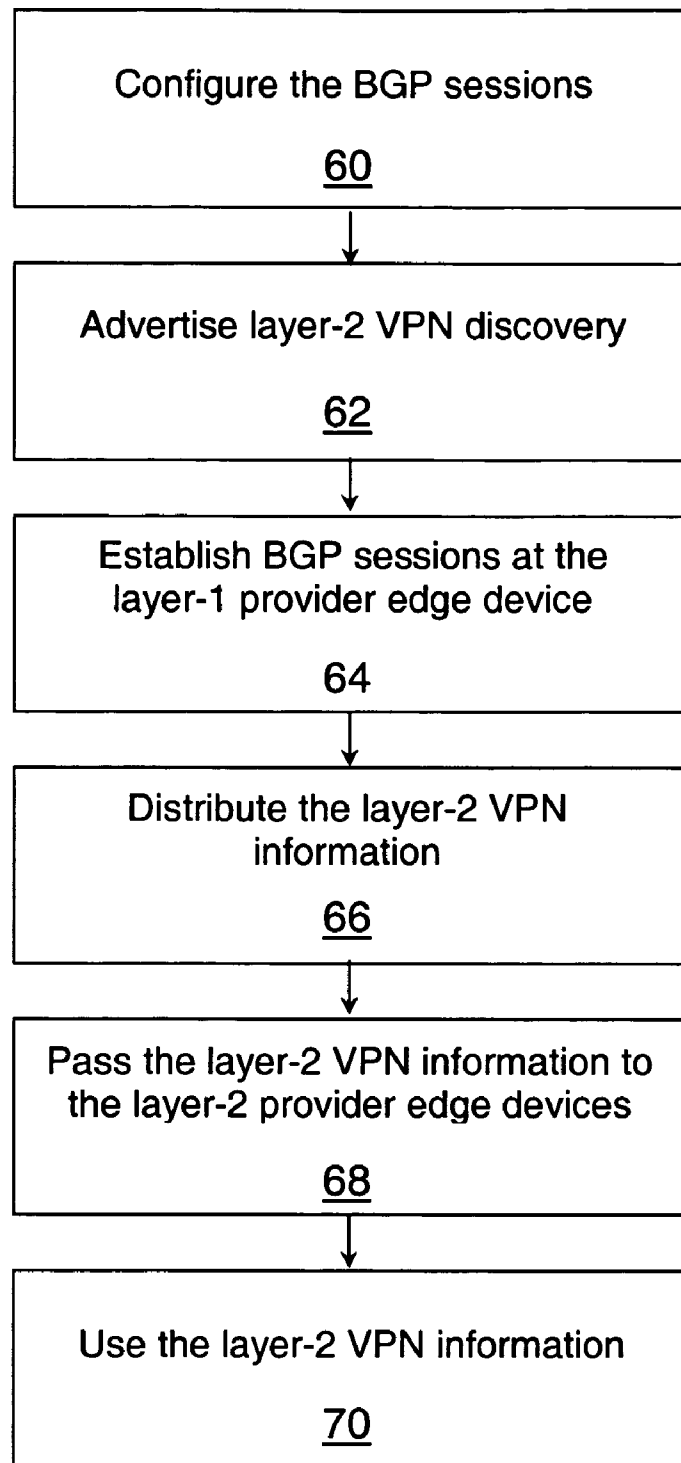 Configure the BGP sessions
60
Advertise layer-2 VPN discovery
62
Establish BGP sessions at the
layer-1 provider edge device
64
Distribute the layer-2 VPN
information
66
Pass the layer-2 VPN information to
the layer-2 provider edge devices
68
Use the layer-2 VPN information
70